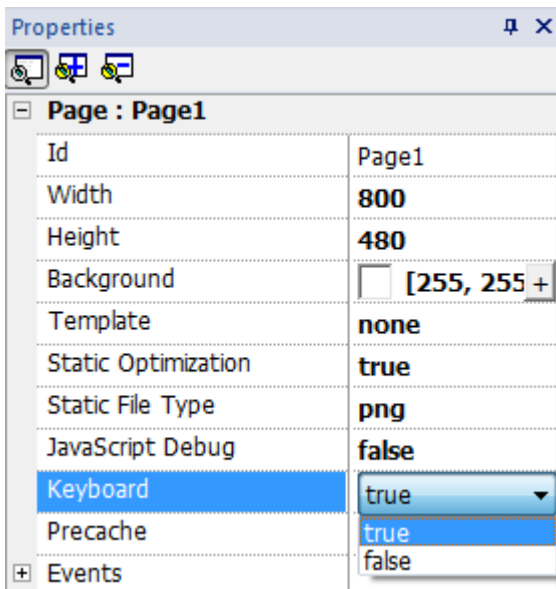 Properties
Page : Page1
Id Page1
Width 800
Height 480
Background [255, 255 +
Template none
Static Optimization true
Static File Type png
JavaScript Debug false
Keyboard true
Precache true
Events false